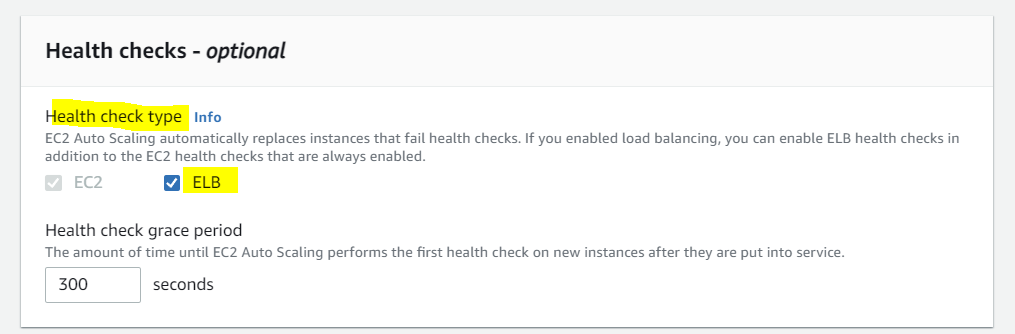 Health checks - optional
Health check type Info
EC2 Auto Scaling automatically replaces instances that fail health checks. If you enabled load balancing, you can enable ELB health checks in
addition to the EC2 health checks that are always enabled.
EC2 ELB
Health check grace period
The amount of time until EC2 Auto Scaling performs the first health check on new instances after they are put into service.
300 seconds